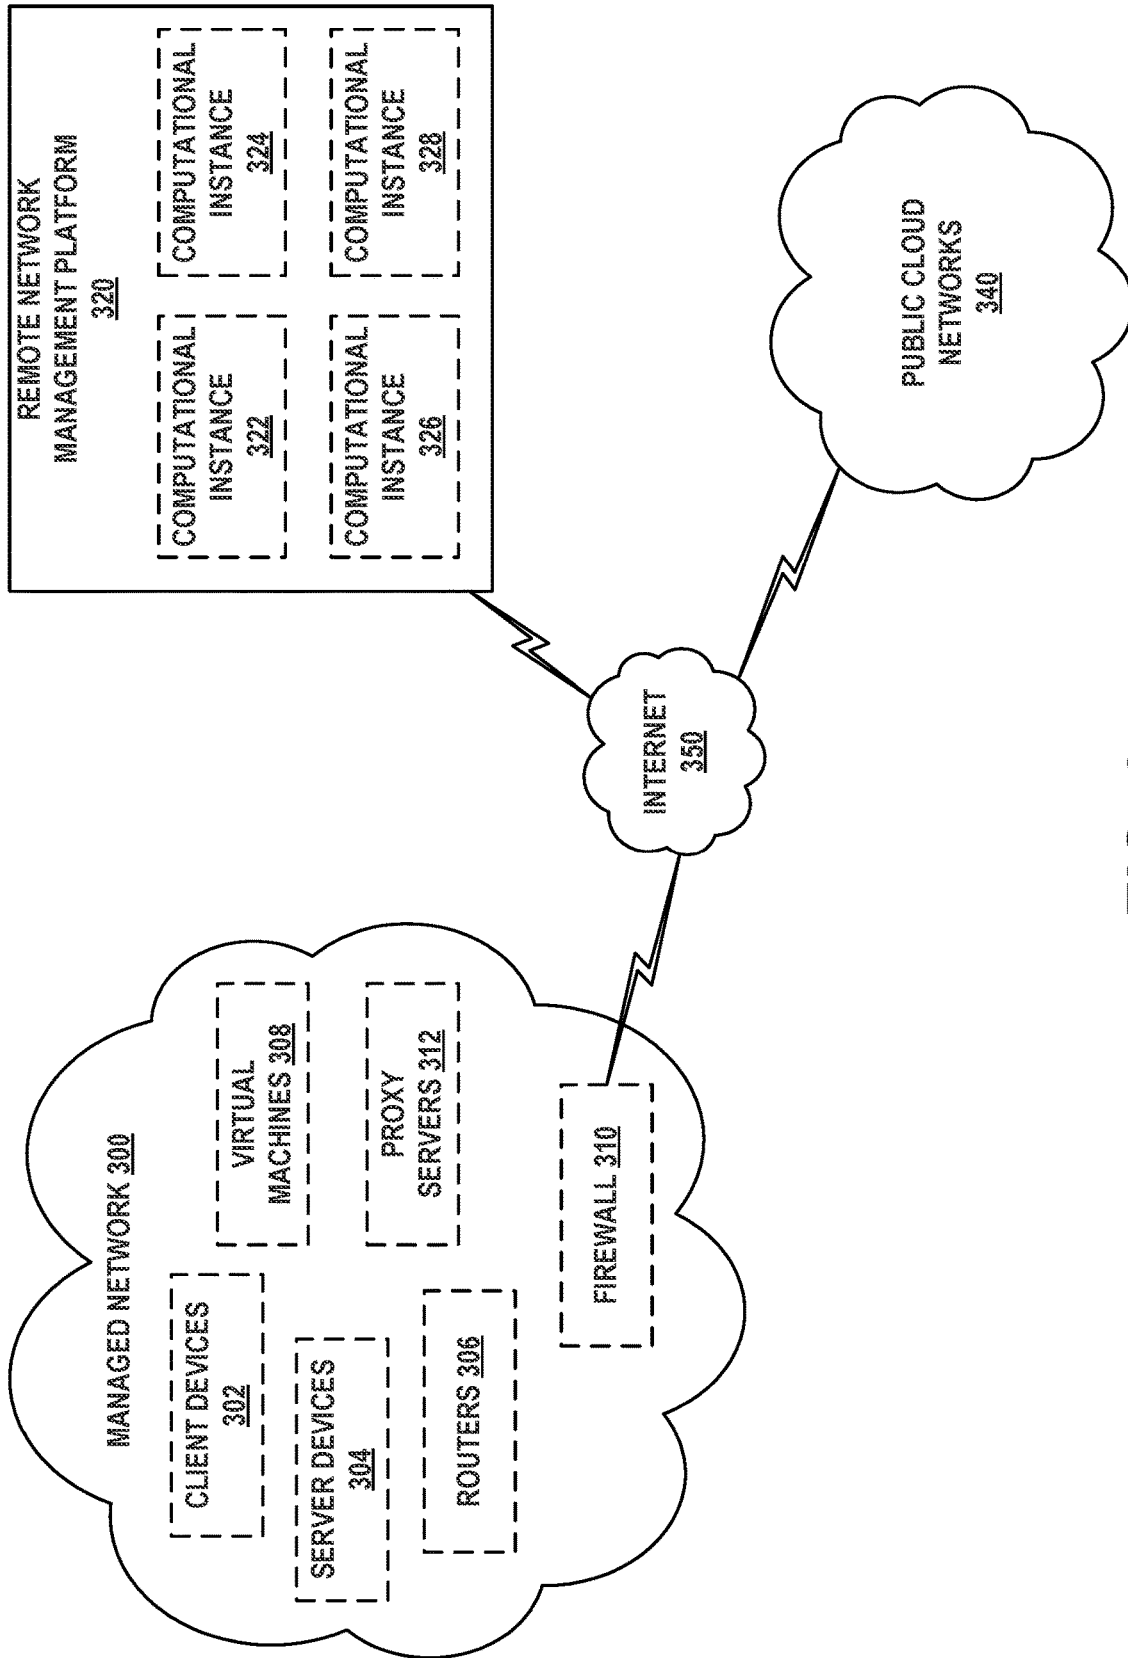 MANAGED NETWORK 300
CLIENT DEVICES
302
SERVER DEVICES
304
ROUTERS 306
VIRTUAL
MACHINES 308
PROXY
SERVERS 312
FIREWALL 310
INTERNET
350
REMOTE NETWORK
MANAGEMENT PLATFORM
320
COMPUTATIONAL
INSTANCE
322
COMPUTATIONAL
INSTANCE
324
COMPUTATIONAL
INSTANCE
326
COMPUTATIONAL
INSTANCE
328
PUBLIC CLOUD
NETWORKS
340